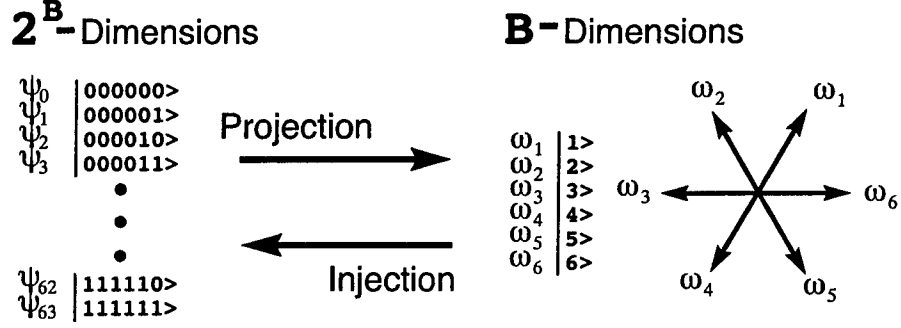 2^B- Dimensions
ψ₀ |000000>
ψ₁ |000001>
ψ₂ |000010>
ψ₃ |000011>
ψ₆₂ |111110>
ψ₆₃ |111111>
Projection
Injection
B- Dimensions
ω₁ |1>
ω₂ |2>
ω₃ |3>
ω₄ |4>
ω₅ |5>
ω₆ |6>
ω₂ ω₁
ω₃ ω₆
ω₄ ω₅